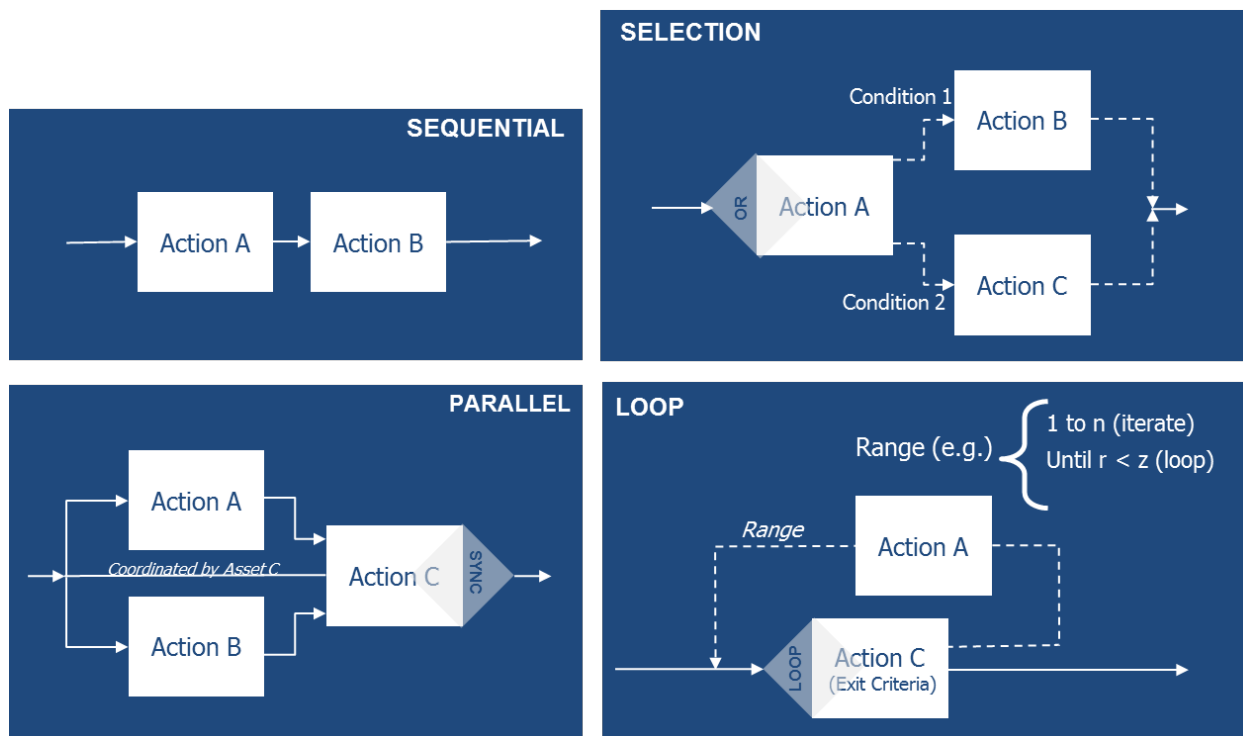 SEQUENTIAL
Action A
Action B
SELECTION
Condition 1
Action B
OR
Action A
Condition 2
Action C
PARALLEL
Action A
Coordinated by Asset C
Action C
SYNC
Action B
LOOP
Range (e.g.)
1 to n (iterate)
Until r < z (loop)
Range
Action A
LOOP
Action C
(Exit Criteria)